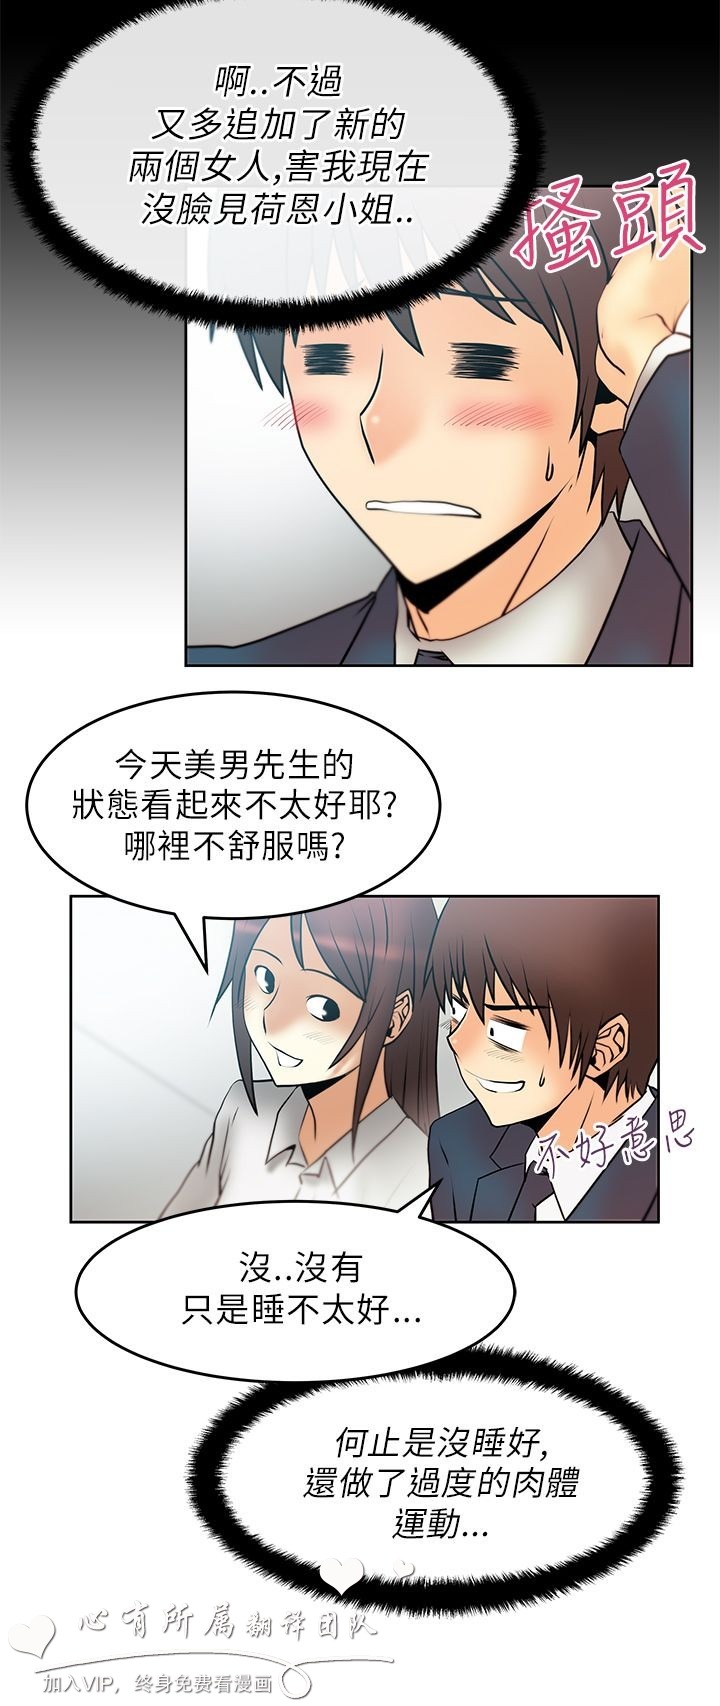 啊..不過
又多追加了新的
兩個女人,害我現在
沒臉見荷恩小姐..
搔頭
今天美男先生的
狀態看起來不太好耶?
哪裡不舒服嗎?
不好意思
沒..沒有
只是睡不太好...
何止是沒睡好,
還做了過度的肉體
運動...
心有所属翻译团队
加入VIP，终身免费看漫画